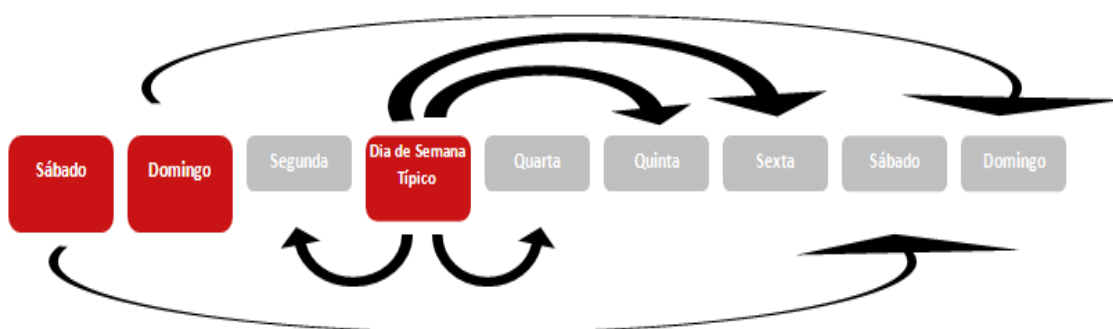 Sábado
Domingo
Segunda
Dia de Semana
Típico
Quarta
Quinta
Sexta
Sábado
Domingo